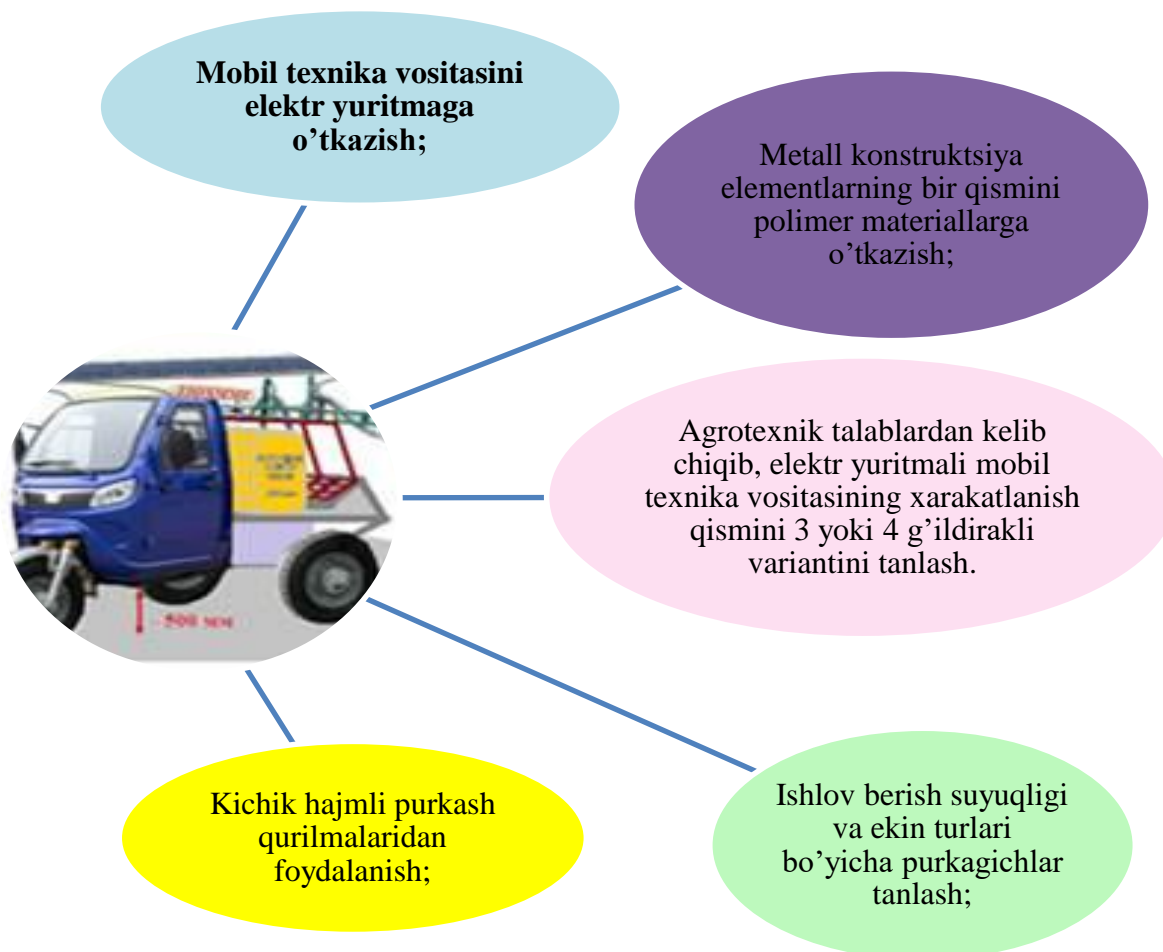 Mobil texnika vositasini
elektr yuritmaga
o’tkazish;
Metall konstruktsiya
elementlarning bir qismini
polimer materiallarga
o’tkazish;
Agrotexnik talablardan kelib
chiqib, elektr yuritmali mobil
texnika vositasining xarakatlanish
qismini 3 yoki 4 g’ildirakli
variantini tanlash.
500 мм
Kichik hajmli purkash
qurilmalaridan
foydalanish;
Ishlov berish suyuqligi
va ekin turlari
bo’yicha purkagichlar
tanlash;